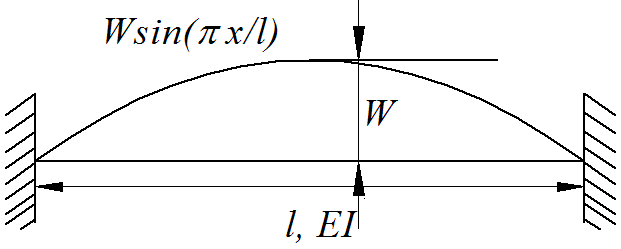 Wsin(πx/l)
W
l, EI